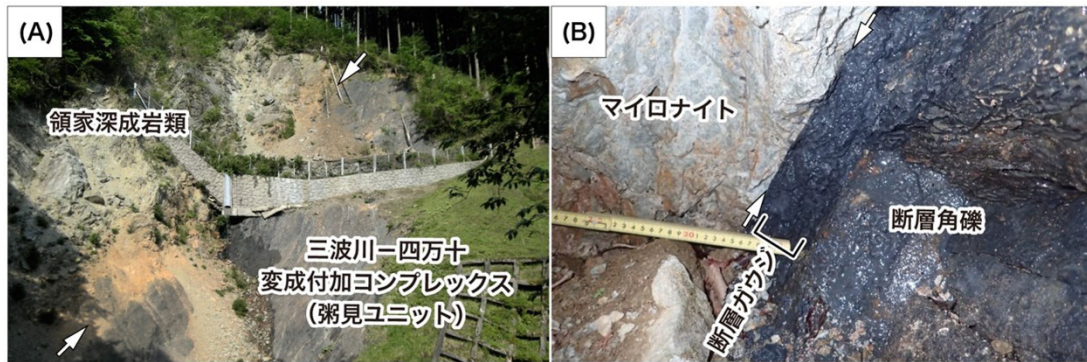 (A)
領家深成岩類
三波川ー四万十
変成付加コンプレックス
(粥見ユニット)
(B)
マイロナイト
断層角礫
断層ガウジ